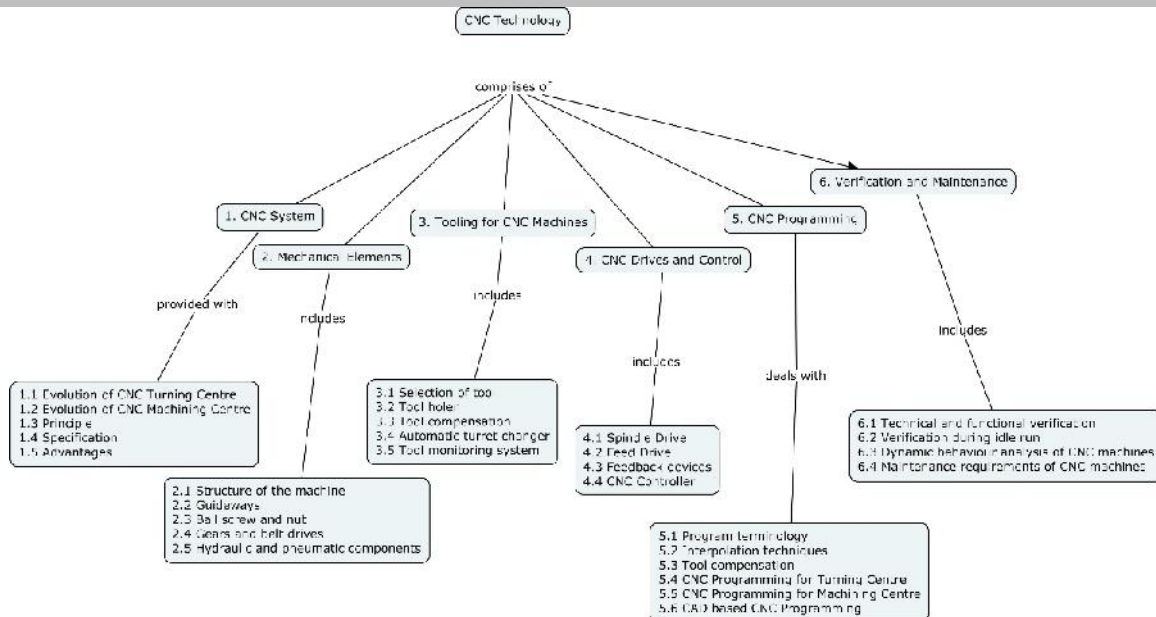 CNC Technology
comprises of
6. Verification and Maintenance
1. CNC System
3. Tooling for CNC Machines
5. CNC Programming
2. Mechanical Elements
4. CNC Drives and Control
provided with
includes
includes
includes
includes
deals with
1.1 Evolution of CNC Turning Centre
1.2 Evolution of CNC Machining Centre
1.3 Principle
1.4 Specification
1.5 Advantages
3.1 Selection of tool
3.2 Tool holer
3.3 Tool compensation
3.4 Automatic turret changer
3.5 Tool monitoring system
4.1 Spindle Drive
4.2 Feed Drive
4.3 Feedback devices
4.4 CNC Controller
6.1 Technical and functional verification
6.2 Verification during idle run
6.3 Dynamic behaviour analysis of CNC machines
6.4 Maintenance requirements of CNC machines
2.1 Structure of the machine
2.2 Guideways
2.3 Ball screw and nut
2.4 Gears and belt drives
2.5 Hydraulic and pneumatic components
5.1 Program terminology
5.2 Interpolation techniques
5.3 Tool compensation
5.4 CNC Programming for Turning Centre
5.5 CNC Programming for Machining Centre
5.6 CAD based CNC Programming